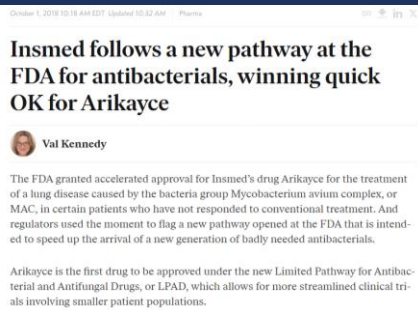 October 1, 2018 10:18 AM EDT Updated 10:32 AM Pharma
Insmed follows a new pathway at the
FDA for antibacterials, winning quick
OK for Arikayce
Val Kennedy
The FDA granted accelerated approval for Insmed's drug Arikayce for the treatment
of a lung disease caused by the bacteria group Mycobacterium avium complex, or
MAC, in certain patients who have not responded to conventional treatment. And
regulators used the moment to flag a new pathway opened at the FDA that is intend-
ed to speed up the arrival of a new generation of badly needed antibacterials.
Arikayce is the first drug to be approved under the new Limited Pathway for Antibac-
terial and Antifungal Drugs, or LPAD, which allows for more streamlined clinical tri-
als involving smaller patient populations.